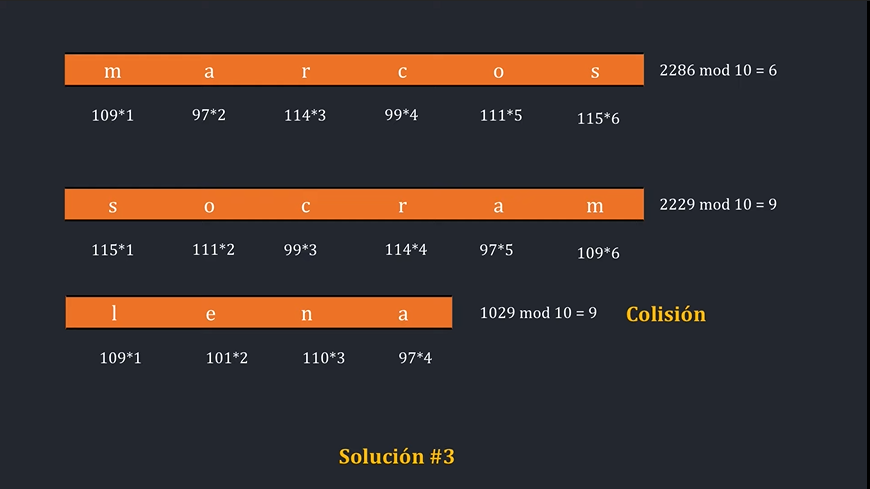 m a r c o s 2286 mod 10 = 6
109*1 97*2 114*3 99*4 111*5 115*6
s o c r a m 2229 mod 10 = 9
115*1 111*2 99*3 114*4 97*5 109*6
l e n a 1029 mod 10 = 9 Colisión
109*1 101*2 110*3 97*4
Solución #3